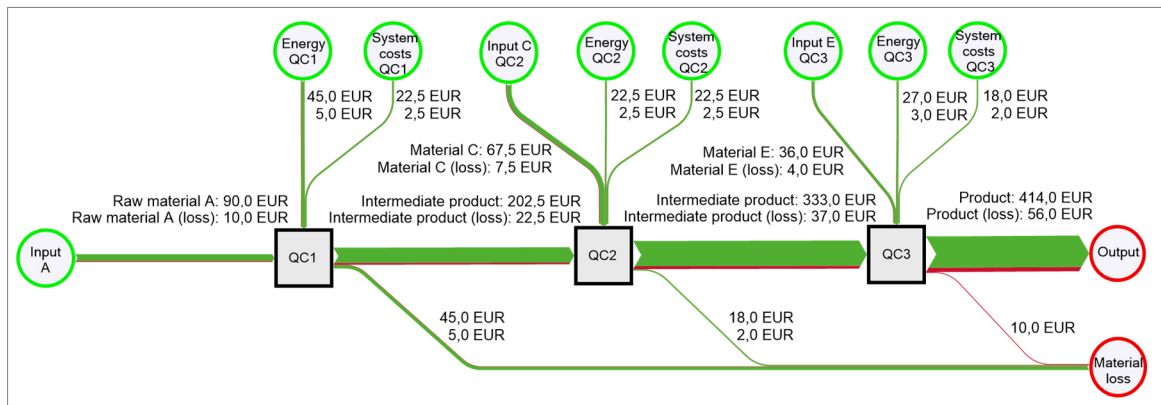 Energy
QC1
System
costs
QC1
Input C
QC2
Energy
QC2
System
costs
QC2
Input E
QC3
Energy
QC3
System
costs
QC3
45,0 EUR
5,0 EUR
22,5 EUR
2,5 EUR
22,5 EUR
2,5 EUR
22,5 EUR
2,5 EUR
27,0 EUR
3,0 EUR
18,0 EUR
2,0 EUR
Material C: 67,5 EUR
Material C (loss): 7,5 EUR
Material E: 36,0 EUR
Material E (loss): 4,0 EUR
Raw material A: 90,0 EUR
Raw material A (loss): 10,0 EUR
Intermediate product: 202,5 EUR
Intermediate product (loss): 22,5 EUR
Intermediate product: 333,0 EUR
Intermediate product (loss): 37,0 EUR
Product: 414,0 EUR
Product (loss): 56,0 EUR
Input
A
QC1
QC2
QC3
Output
45,0 EUR
5,0 EUR
18,0 EUR
2,0 EUR
10,0 EUR
Material
loss